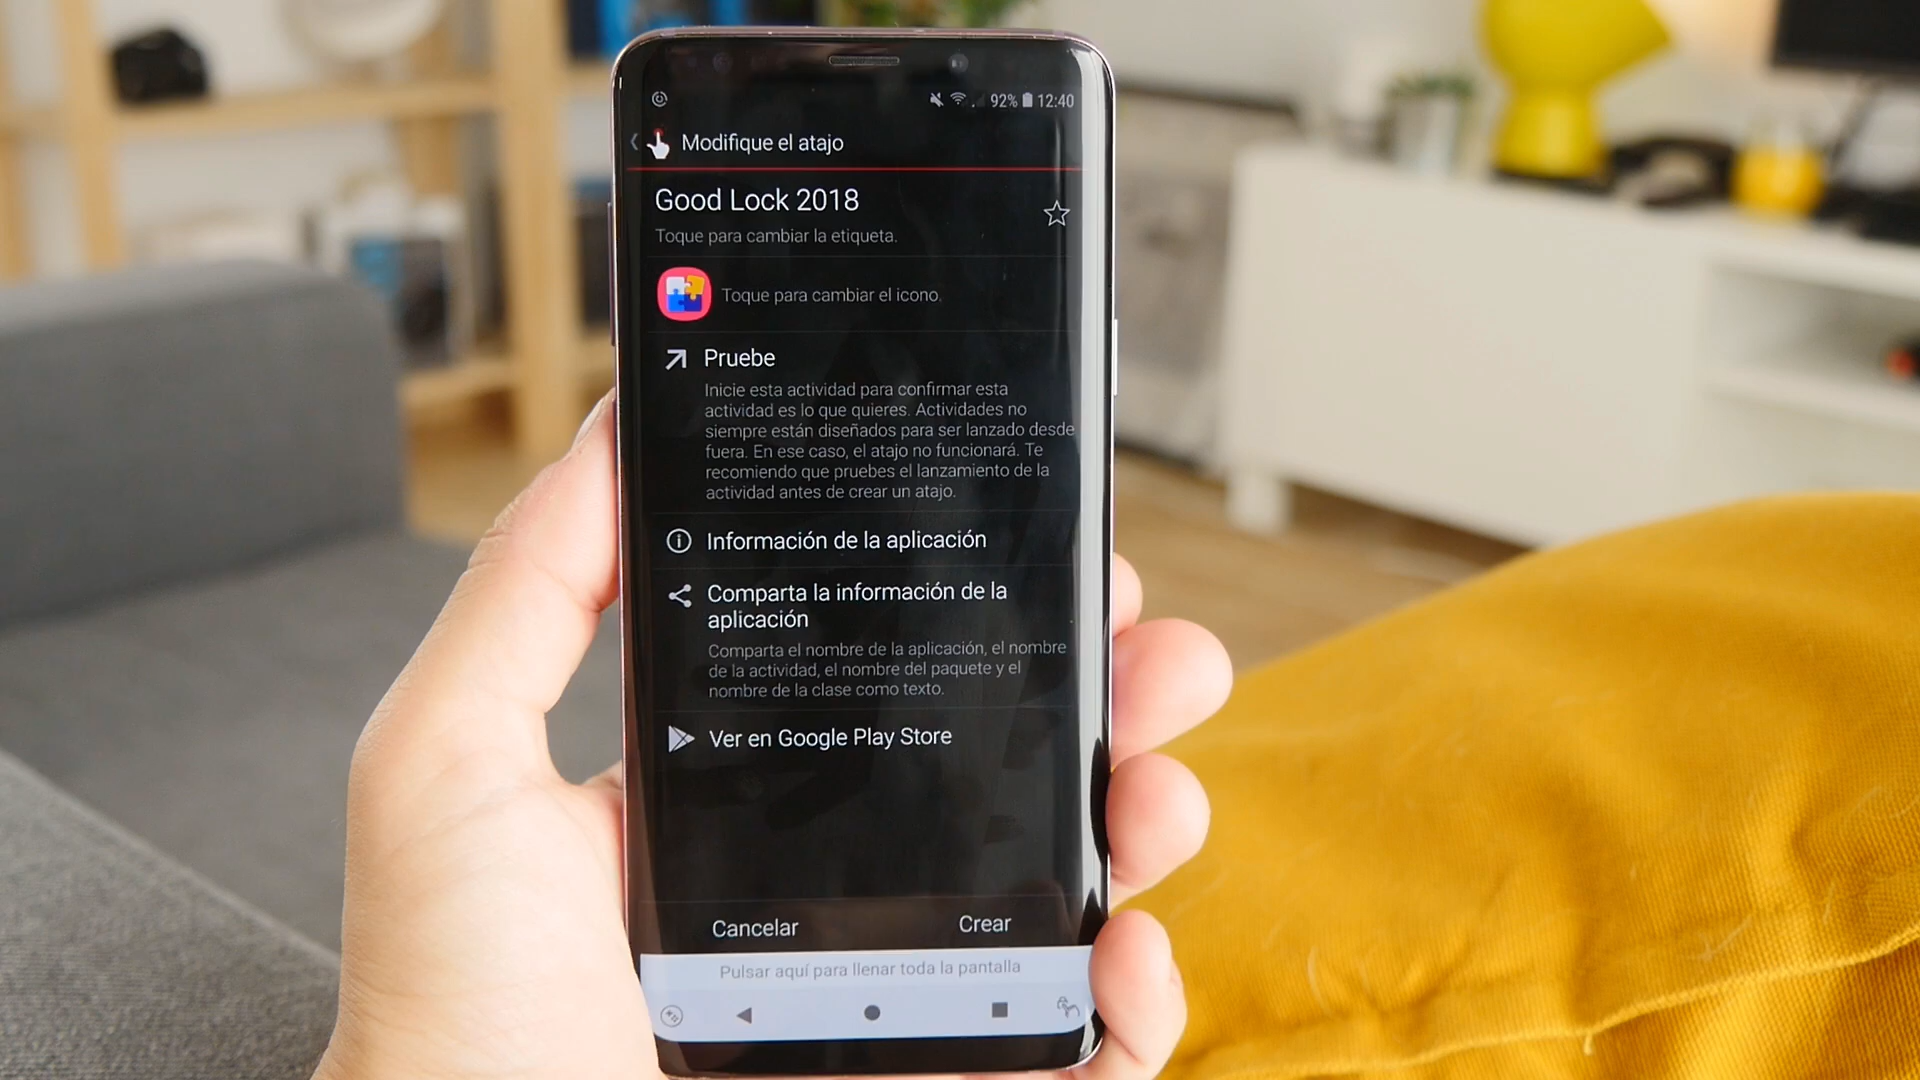 92% 12:40
Modifique el atajo
Good Lock 2018
Toque para cambiar la etiqueta.
Toque para cambiar el icono.
Pruebe
Inicie esta actividad para confirmar esta
actividad es lo que quieres. Actividades no
siempre están diseñados para ser lanzado desde
fuera. En ese caso, el atajo no funcionará. Te
recomiendo que pruebes el lanzamiento de la
actividad antes de crear un atajo.
Información de la aplicación
Comparta la información de la
aplicación
Comparta el nombre de la aplicación, el nombre
de la actividad, el nombre del paquete y el
nombre de la clase como texto.
Ver en Google Play Store
Cancelar Crear
Pulsar aquí para llenar toda la pantalla